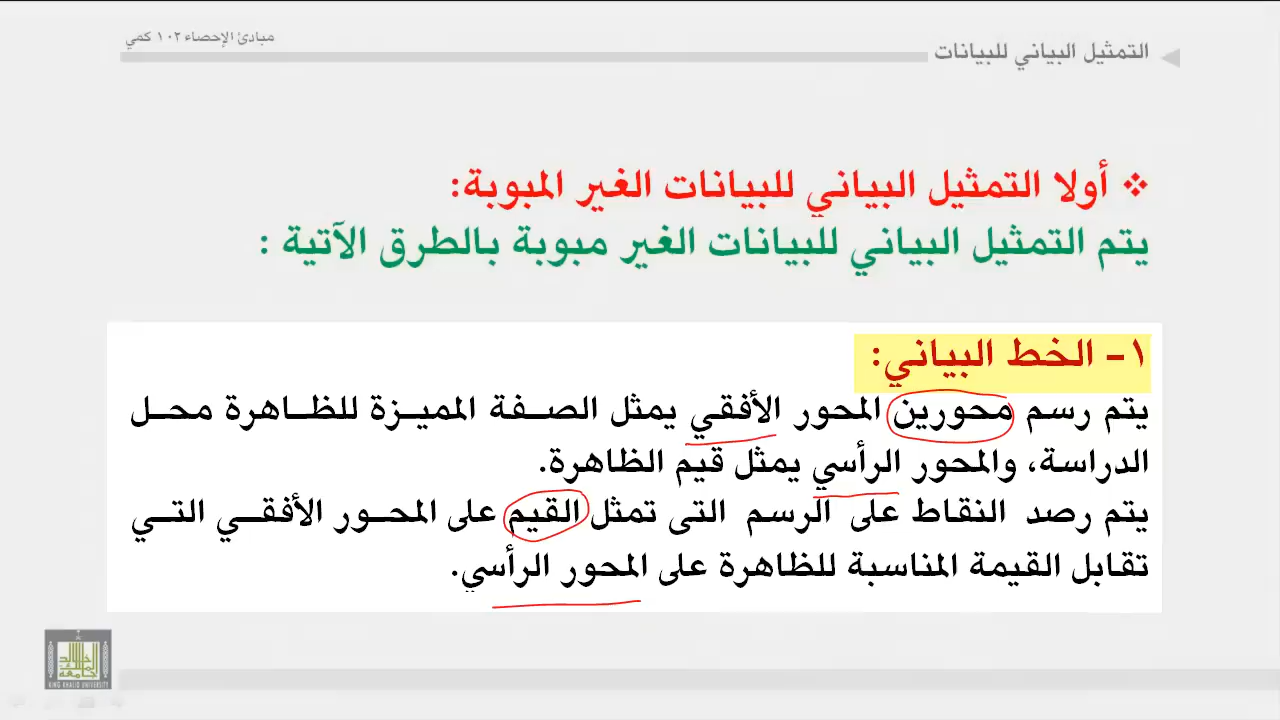 مبادئ الإحصاء ١٠٢ كمي
التمثيل البياني للبيانات
❖ أولا التمثيل البياني للبيانات الغير المبوبة:
يتم التمثيل البياني للبيانات الغير مبوبة بالطرق الآتية :
١- الخط البياني:
يتم رسم محورين المحور الأفقي يمثل الصفة المميزة للظاهرة محل
الدراسة، والمحور الرأسي يمثل قيم الظاهرة.
يتم رصد النقاط على الرسم التى تمثل القيم على المحور الأفقي التي
تقابل القيمة المناسبة للظاهرة على المحور الرأسي.
KING KHALID UNIVERSITY